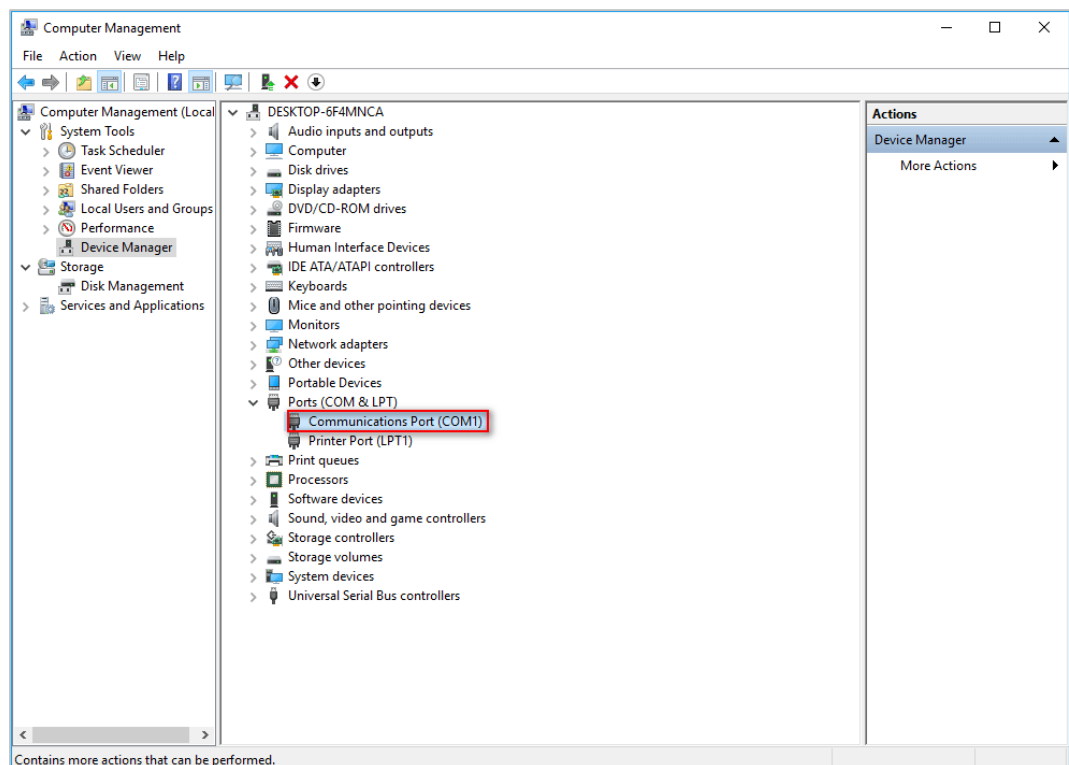 Computer Management
File Action View Help
Computer Management (Local
System Tools
Task Scheduler
Event Viewer
Shared Folders
Local Users and Groups
Performance
Device Manager
Storage
Disk Management
Services and Applications
DESKTOP-6F4MNCA
Audio inputs and outputs
Computer
Disk drives
Display adapters
DVD/CD-ROM drives
Firmware
Human Interface Devices
IDE ATA/ATAPI controllers
Keyboards
Mice and other pointing devices
Monitors
Network adapters
Other devices
Portable Devices
Ports (COM & LPT)
Communications Port (COM1)
Printer Port (LPT1)
Print queues
Processors
Software devices
Sound, video and game controllers
Storage controllers
Storage volumes
System devices
Universal Serial Bus controllers
Actions
Device Manager
More Actions
Contains more actions that can be performed.